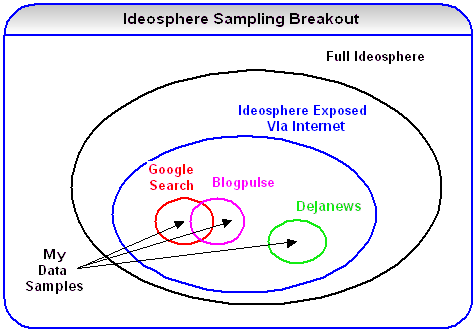 Ideosphere Sampling Breakout
Full Ideosphere
Ideosphere Exposed
VIa Internet
Google
Search
Blogpulse
DeJanews
My
Data
Samples